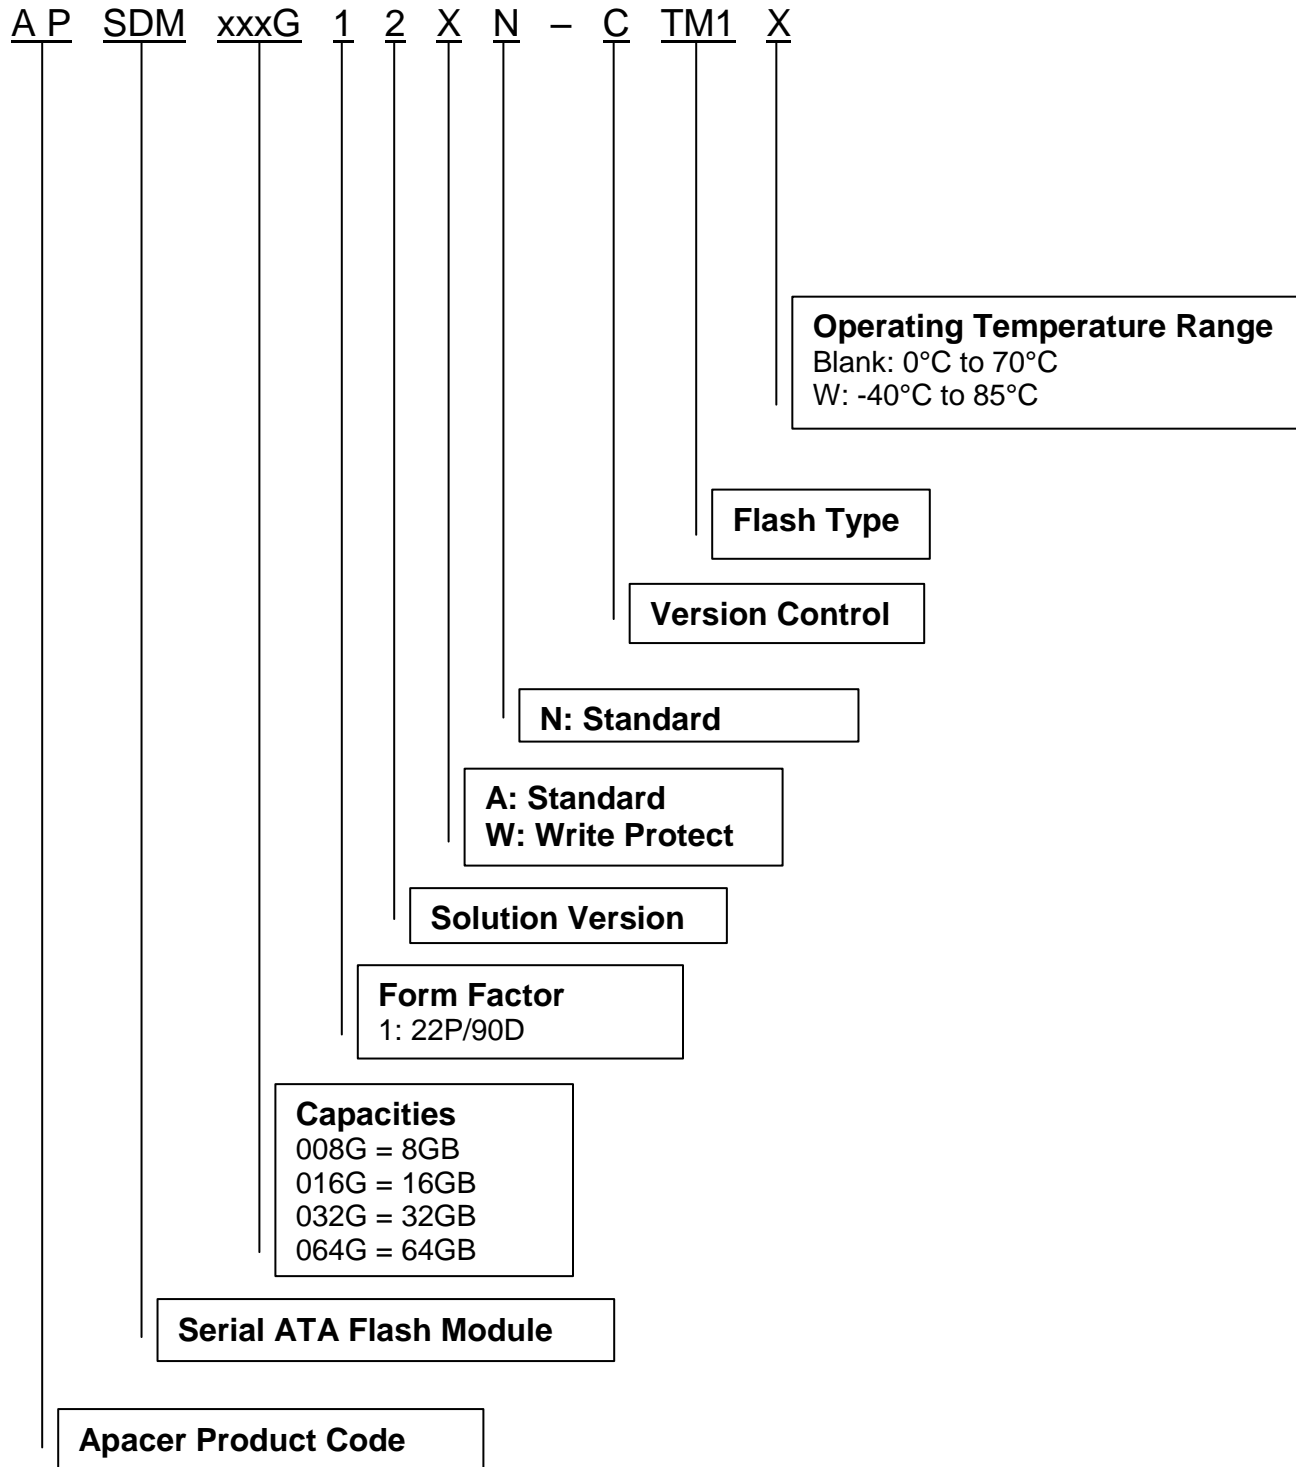 A P SDM xxxG 1 2 X N – C TM1 X
Operating Temperature Range
Blank: 0°C to 70°C
W: -40°C to 85°C
Flash Type
Version Control
N: Standard
A: Standard
W: Write Protect
Solution Version
Form Factor
1: 22P/90D
Capacities
008G = 8GB
016G = 16GB
032G = 32GB
064G = 64GB
Serial ATA Flash Module
Apacer Product Code